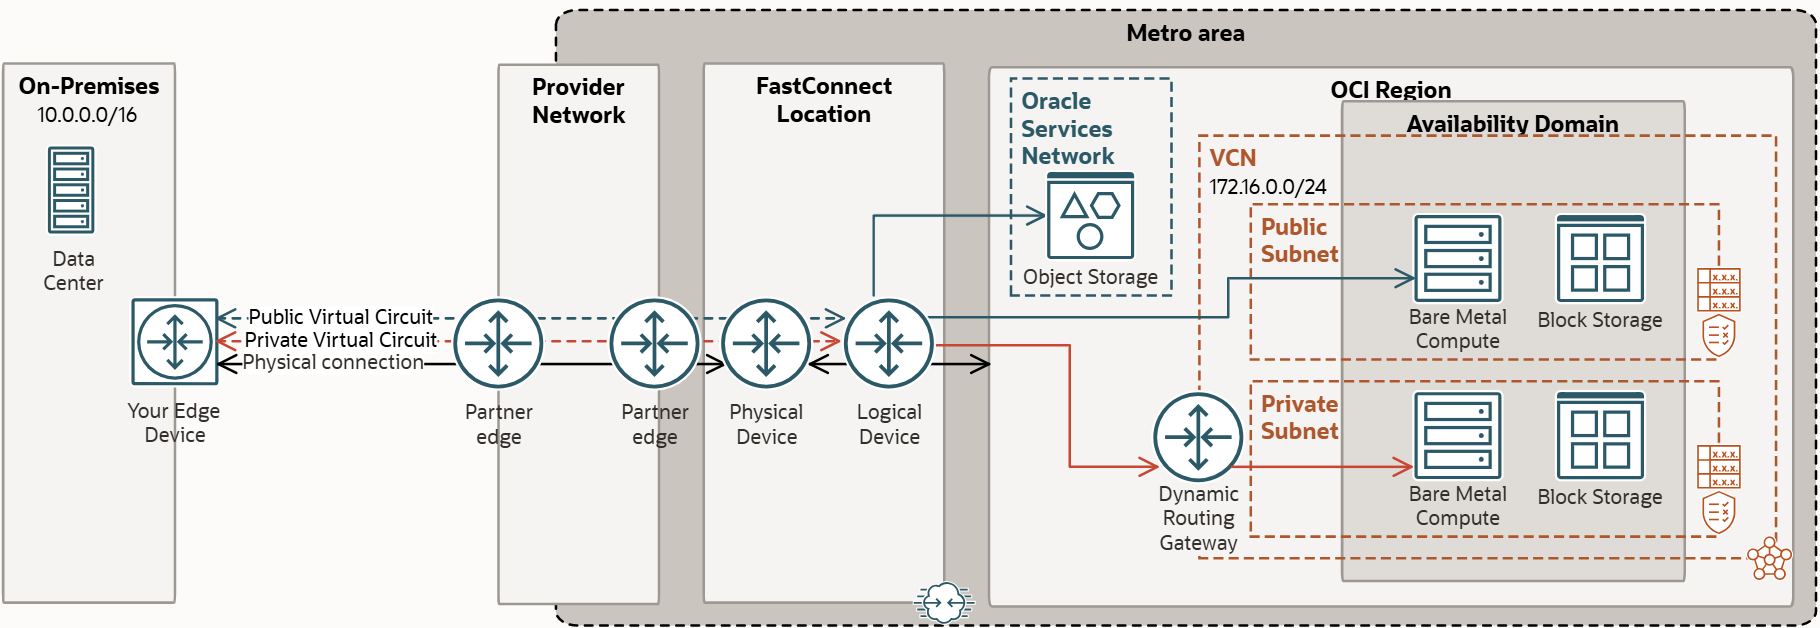 Metro area
On-Premises
10.0.0.0/16
Data
Center
Provider
Network
FastConnect
Location
OCI Region
Oracle
Services
Network
Object Storage
Availability Domain
VCN
172.16.0.0/24
Public
Subnet
Bare Metal
Compute
Block Storage
x.x.x.
x.x.x.
x.x.x.
Public Virtual Circuit
Private Virtual Circuit
Physical connection
Your Edge
Device
Partner
edge
Partner
edge
Physical
Device
Logical
Device
Dynamic
Routing
Gateway
Private
Subnet
Bare Metal
Compute
Block Storage
x.x.x.
x.x.x.
x.x.x.